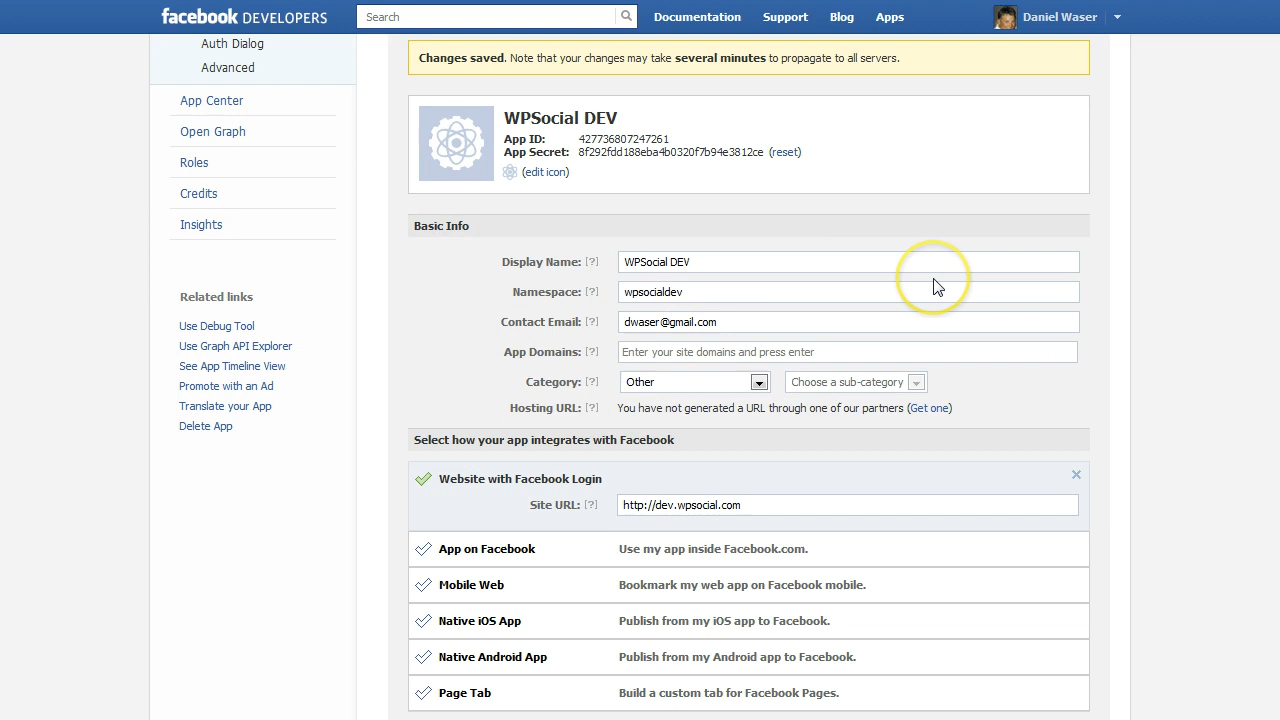 facebook DEVELOPERS
Search
Documentation Support Blog Apps
Daniel Waser
Auth Dialog
Advanced
App Center
Open Graph
Roles
Credits
Insights
Related links
Use Debug Tool
Use Graph API Explorer
See App Timeline View
Promote with an Ad
Translate your App
Delete App
Changes saved. Note that your changes may take several minutes to propagate to all servers.
WPSocial DEV
App ID: 427736807247261
App Secret: 8f292fdd188eba4b0320f7b94e3812ce (reset)
(edit icon)
Basic Info
Display Name: [?] WPSocial DEV
Namespace: [?] wpsocialdev
Contact Email: [?] dwaser@gmail.com
App Domains: [?] Enter your site domains and press enter
Category: [?] Other Choose a sub-category
Hosting URL: [?] You have not generated a URL through one of our partners (Get one)
Select how your app integrates with Facebook
Website with Facebook Login
Site URL: [?] http://dev.wpsocial.com
App on Facebook Use my app inside Facebook.com.
Mobile Web Bookmark my web app on Facebook mobile.
Native iOS App Publish from my iOS app to Facebook.
Native Android App Publish from my Android app to Facebook.
Page Tab Build a custom tab for Facebook Pages.